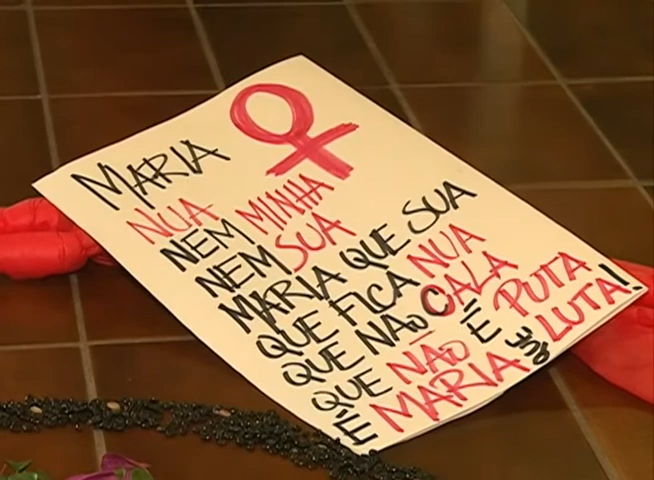 MARIA
NUA
NEM MINHA
NEM SUA
MARIA QUE SUA
QUE FICA NUA
QUE NÃO CALA
QUE NÃO É PUTA
É MARIA LUTA!